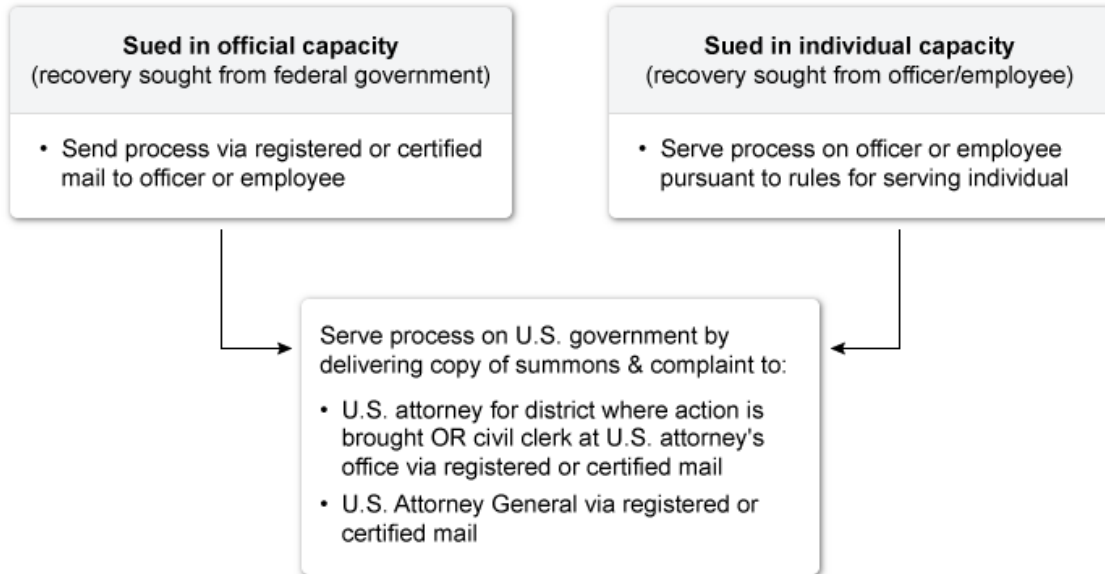 Sued in official capacity
(recovery sought from federal government)
• Send process via registered or certified
mail to officer or employee
Sued in individual capacity
(recovery sought from officer/employee)
• Serve process on officer or employee
pursuant to rules for serving individual
Serve process on U.S. government by
delivering copy of summons & complaint to:
• U.S. attorney for district where action is
brought OR civil clerk at U.S. attorney's
office via registered or certified mail
• U.S. Attorney General via registered or
certified mail